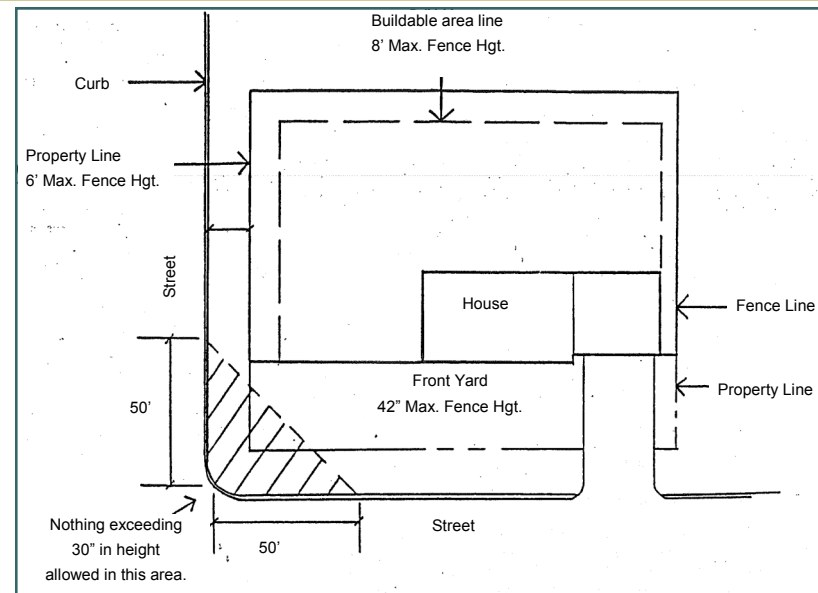 Buildable area line
8’ Max. Fence Hgt.
Curb
Property Line
6’ Max. Fence Hgt.
Street
House
Fence Line
Front Yard
42” Max. Fence Hgt.
Property Line
50’
Nothing exceeding
30” in height
allowed in this area.
50’
Street